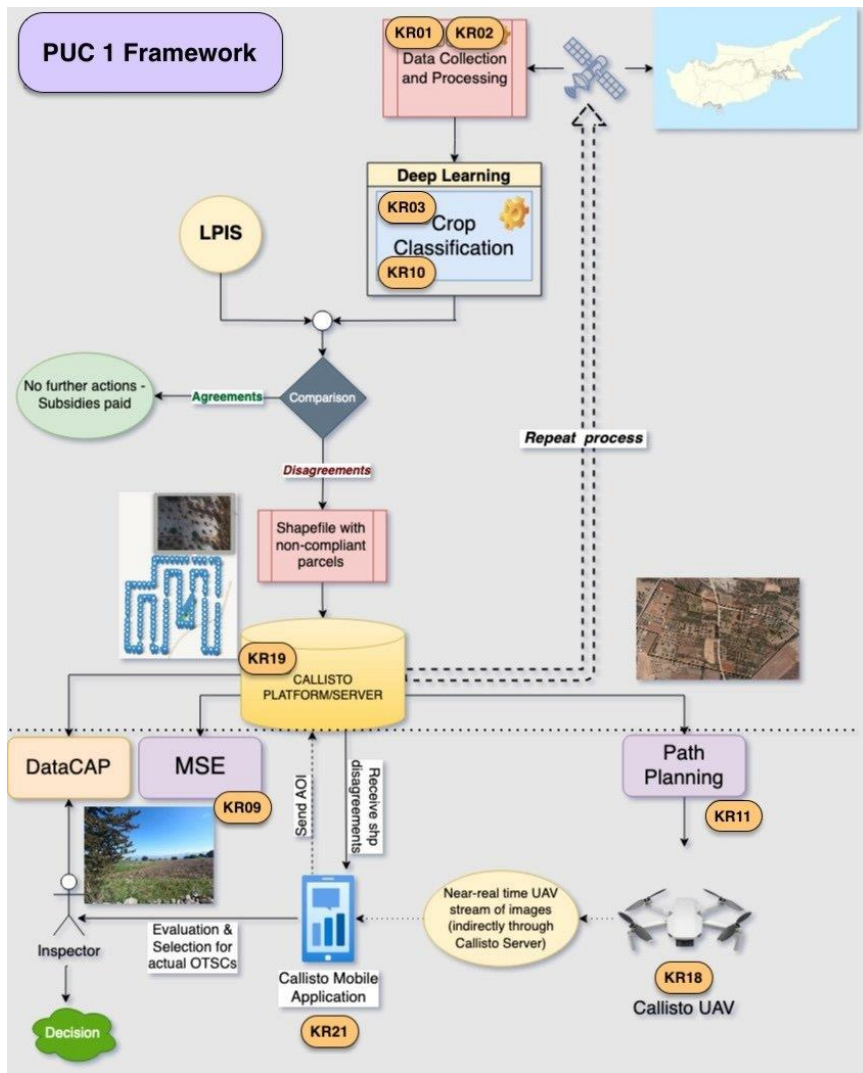 PUC 1 Framework
KR01
KR02
Data Collection
and Processing
Deep Learning
KR03
Crop
Classification
KR10
LPIS
No further actions -
Subsidies paid
Agreements
Comparison
Repeat process
Disagreements
Shapefile with
non-compliant
parcels
KR19
CALLISTO
PLATFORM/SERVER
DataCAP
MSE
KR09
Send AOI
Receive shp
disagreements
Path
Planning
KR11
Near-real time UAV
stream of images
(indirectly through
Callisto Server)
Evaluation &
Selection for
actual OTSCs
Inspector
Callisto Mobile
Application
KR21
KR18
Callisto UAV
Decision